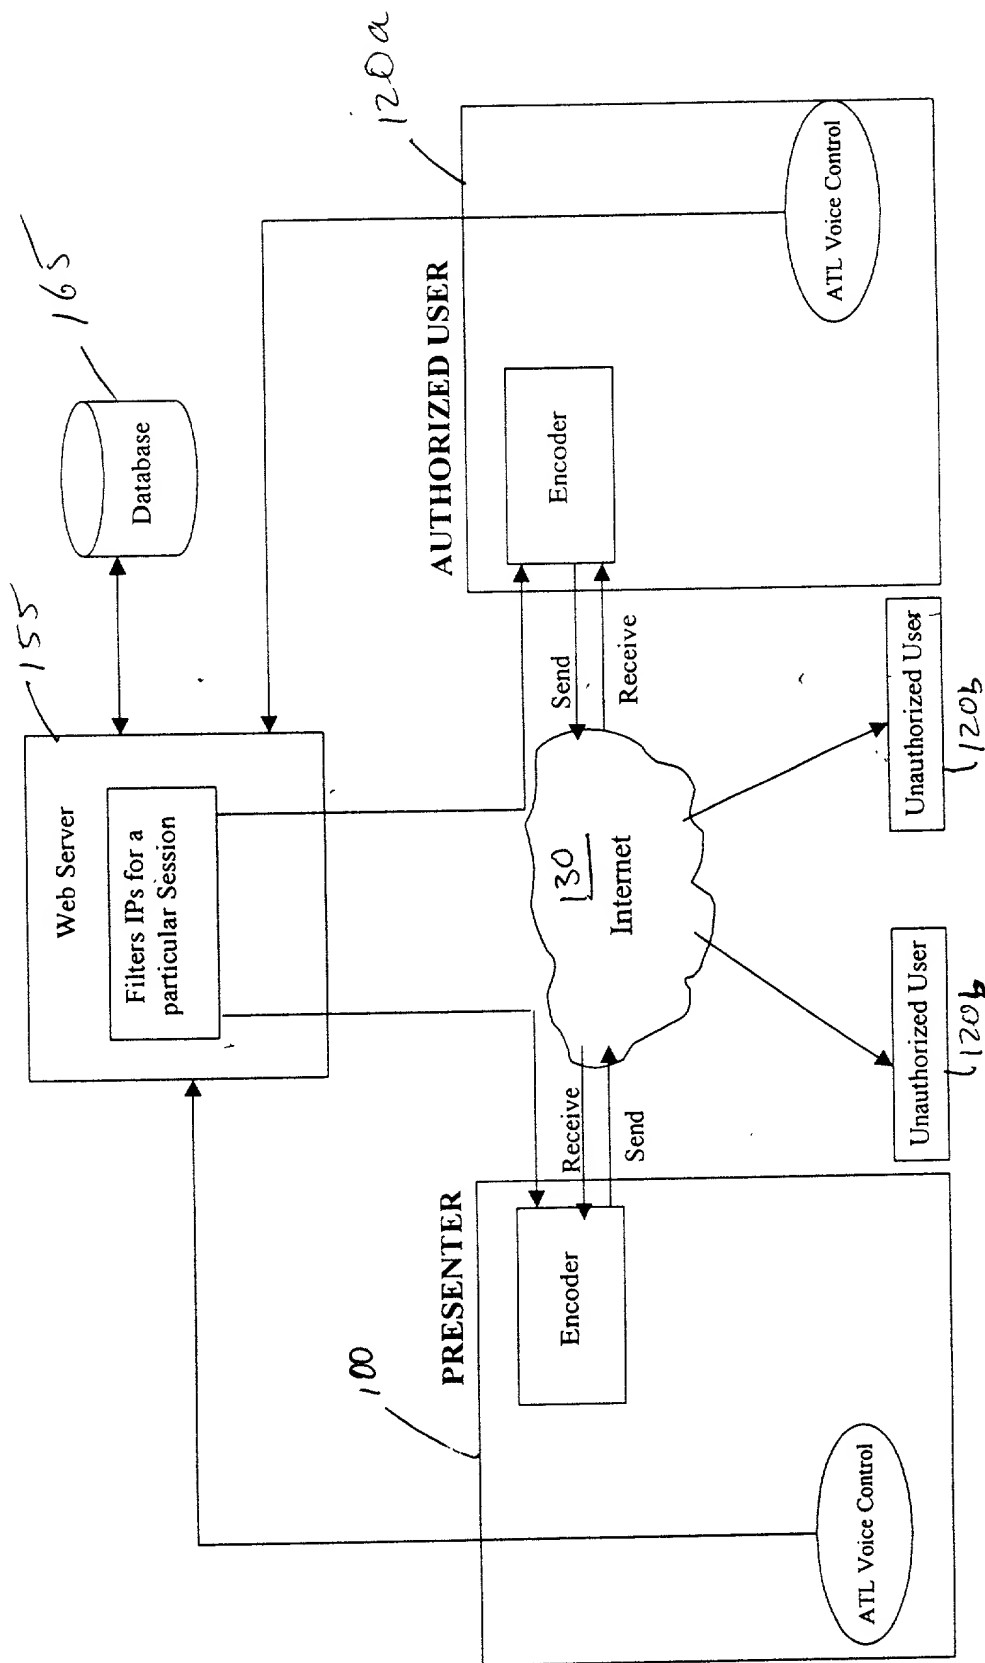 155
165
120a
Web Server
Filters IPs for a
particular Session
Database
100
PRESENTER
AUTHORIZED USER
Encoder
Receive
Send
130
Internet
Send
Receive
Encoder
ATL Voice Control
ATL Voice Control
Unauthorized User
120b
Unauthorized User
120b